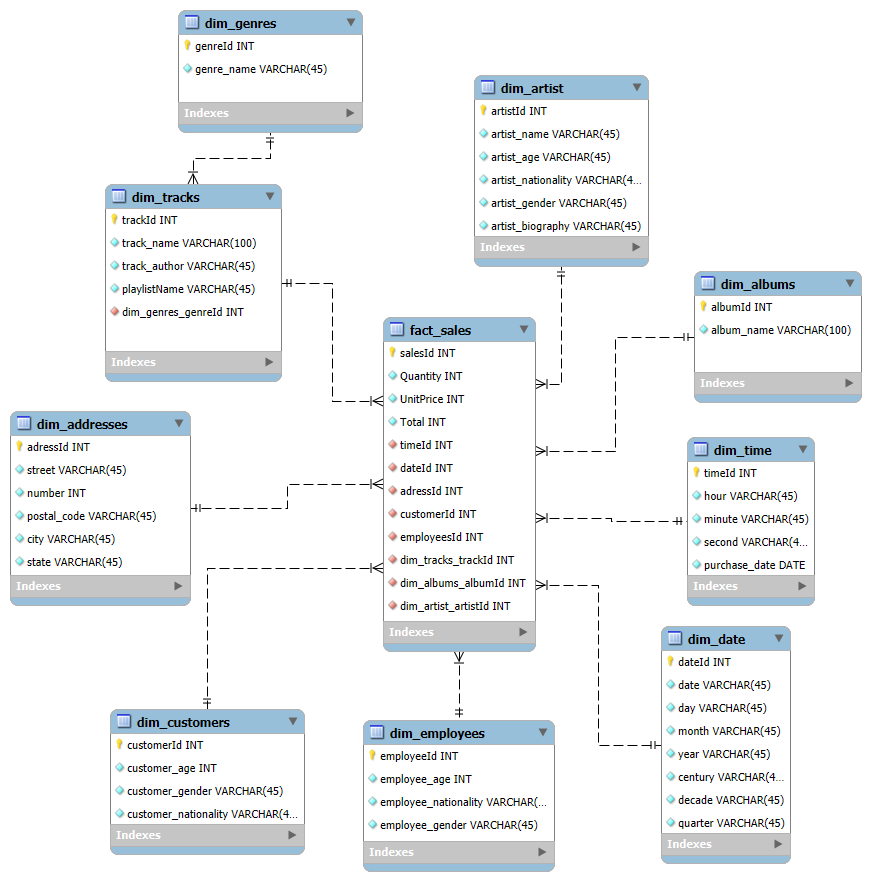 dim_genres
genreId INT
genre_name VARCHAR(45)
Indexes
dim_artist
artistId INT
artist_name VARCHAR(45)
artist_age VARCHAR(45)
artist_nationality VARCHAR(4...
artist_gender VARCHAR(45)
artist_biography VARCHAR(45)
Indexes
dim_tracks
trackId INT
track_name VARCHAR(100)
track_author VARCHAR(45)
playlistName VARCHAR(45)
dim_genres_genreId INT
Indexes
dim_albums
albumId INT
album_name VARCHAR(100)
Indexes
fact_sales
salesId INT
Quantity INT
UnitPrice INT
Total INT
timeId INT
dateId INT
adressId INT
customerId INT
employeesId INT
dim_tracks_trackId INT
dim_albums_albumId INT
dim_artist_artistId INT
Indexes
dim_addresses
adressId INT
street VARCHAR(45)
number INT
postal_code VARCHAR(45)
city VARCHAR(45)
state VARCHAR(45)
Indexes
dim_time
timeId INT
hour VARCHAR(45)
minute VARCHAR(45)
second VARCHAR(4...
purchase_date DATE
Indexes
dim_date
dateId INT
date VARCHAR(45)
day VARCHAR(45)
month VARCHAR(45)
year VARCHAR(45)
century VARCHAR(4...
decade VARCHAR(45)
quarter VARCHAR(45)
Indexes
dim_customers
customerId INT
customer_age INT
customer_gender VARCHAR(45)
customer_nationality VARCHAR(4...
Indexes
dim_employees
employeeId INT
employee_age INT
employee_nationality VARCHAR(...
employee_gender VARCHAR(45)
Indexes